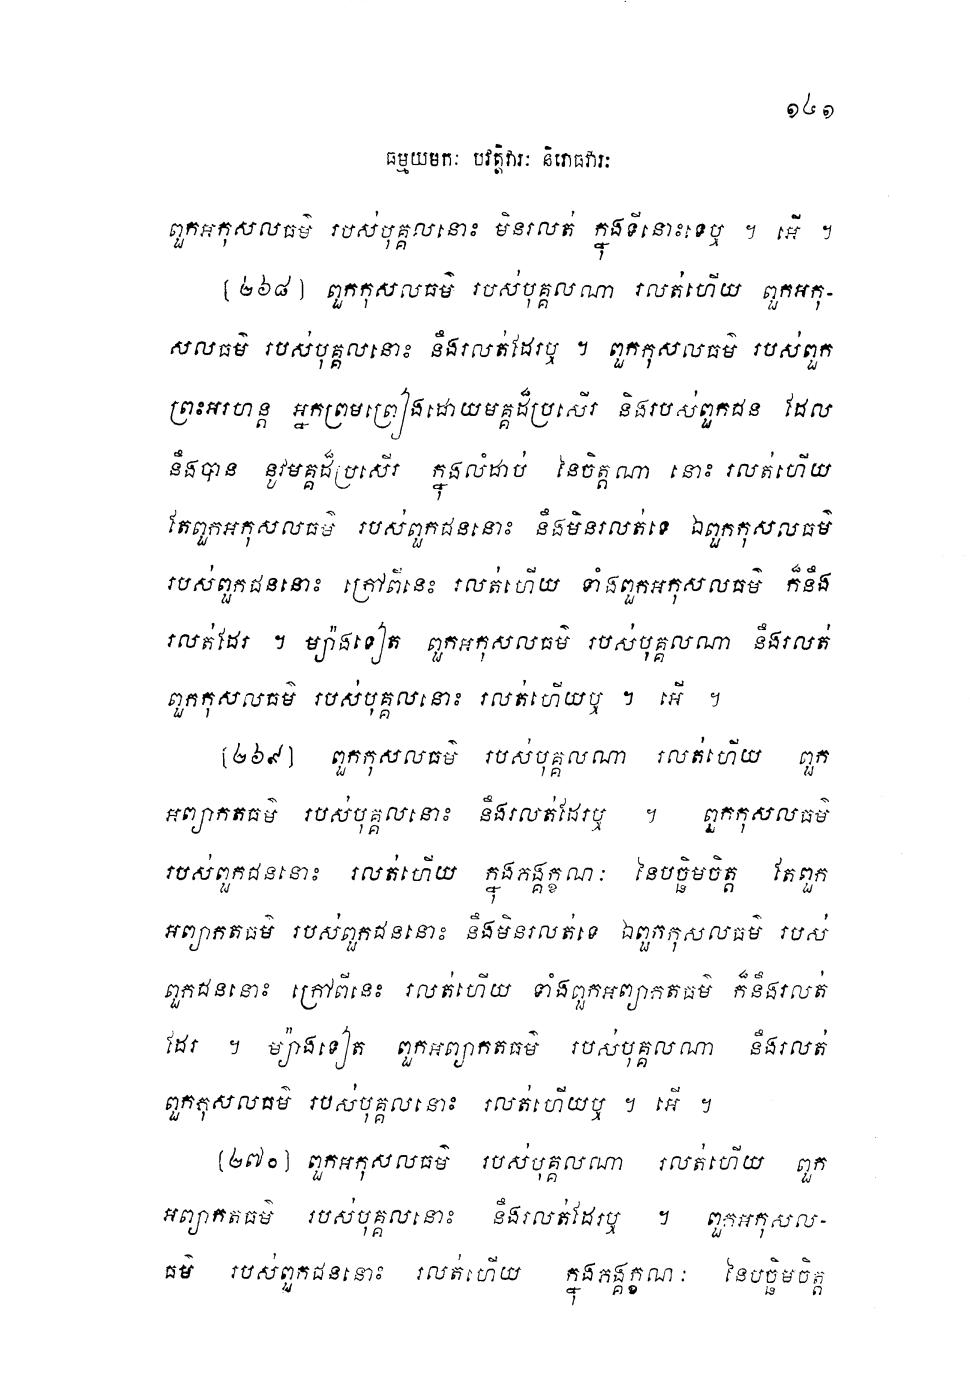 ១៤១
ធម្មយមកៈ បវត្តិវារៈ និរោធវារៈ
ពួកអកុសលធម៌ របស់បុគ្គលនោះ មិនរលត់ ក្នុងទីនោះទេឬ ។ អើ ។
(២៦៨) ពួកកុសលធម៌ របស់បុគ្គលណា រលត់ហើយ ពួកអកុ-
សលធម៌ របស់បុគ្គលនោះ នឹងរលត់ដែរឬ ។ ពួកកុសលធម៌ របស់ពួក
ព្រះអរហន្ត អ្នកព្រមព្រៀងដោយមគ្គដ៏ប្រសើរ និងរបស់ពួកជន ដែល
នឹងបាន នូវមគ្គដ៏ប្រសើរ ក្នុងលំដាប់ នៃចិត្តណា នោះ រលត់ហើយ
តែពួកអកុសលធម៌ របស់ពួកជននោះ នឹងមិនរលត់ទេ ឯពួកកុសលធម៌
របស់ពួកជននោះ ក្រៅពីនេះ រលត់ហើយ ទាំងពួកអកុសលធម៌ ក៏នឹង
រលត់ដែរ ។ ម្យ៉ាងទៀត ពួកអកុសលធម៌ របស់បុគ្គលណា នឹងរលត់
ពួកកុសលធម៌ របស់បុគ្គលនោះ រលត់ហើយឬ ។ អើ ។
(២៦៩) ពួកកុសលធម៌ របស់បុគ្គលណា រលត់ហើយ ពួក
អព្យាកតធម៌ របស់បុគ្គលនោះ នឹងរលត់ដែរឬ ។ ពួកកុសលធម៌
របស់ពួកជននោះ រលត់ហើយ ក្នុងភង្គក្ខណៈ នៃបច្ឆិមចិត្ត តែពួក
អព្យាកតធម៌ របស់ពួកជននោះ នឹងមិនរលត់ទេ ឯពួកកុសលធម៌ របស់
ពួកជននោះ ក្រៅពីនេះ រលត់ហើយ ទាំងពួកអព្យាកតធម៌ ក៏នឹងរលត់
ដែរ ។ ម្យ៉ាងទៀត ពួកអព្យាកតធម៌ របស់បុគ្គលណា នឹងរលត់
ពួកកុសលធម៌ របស់បុគ្គលនោះ រលត់ហើយឬ ។ អើ ។
(២៧០) ពួកអកុសលធម៌ របស់បុគ្គលណា រលត់ហើយ ពួក
អព្យាកតធម៌ របស់បុគ្គលនោះ នឹងរលត់ដែរឬ ។ ពួកអកុសល-
ធម៌ របស់ពួកជននោះ រលត់ហើយ ក្នុងភង្គក្ខណៈ នៃបច្ឆិមចិត្ត